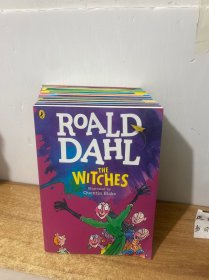 ROALD
DAHL
THE
WITCHES
Illustrated by
Quentin Blake